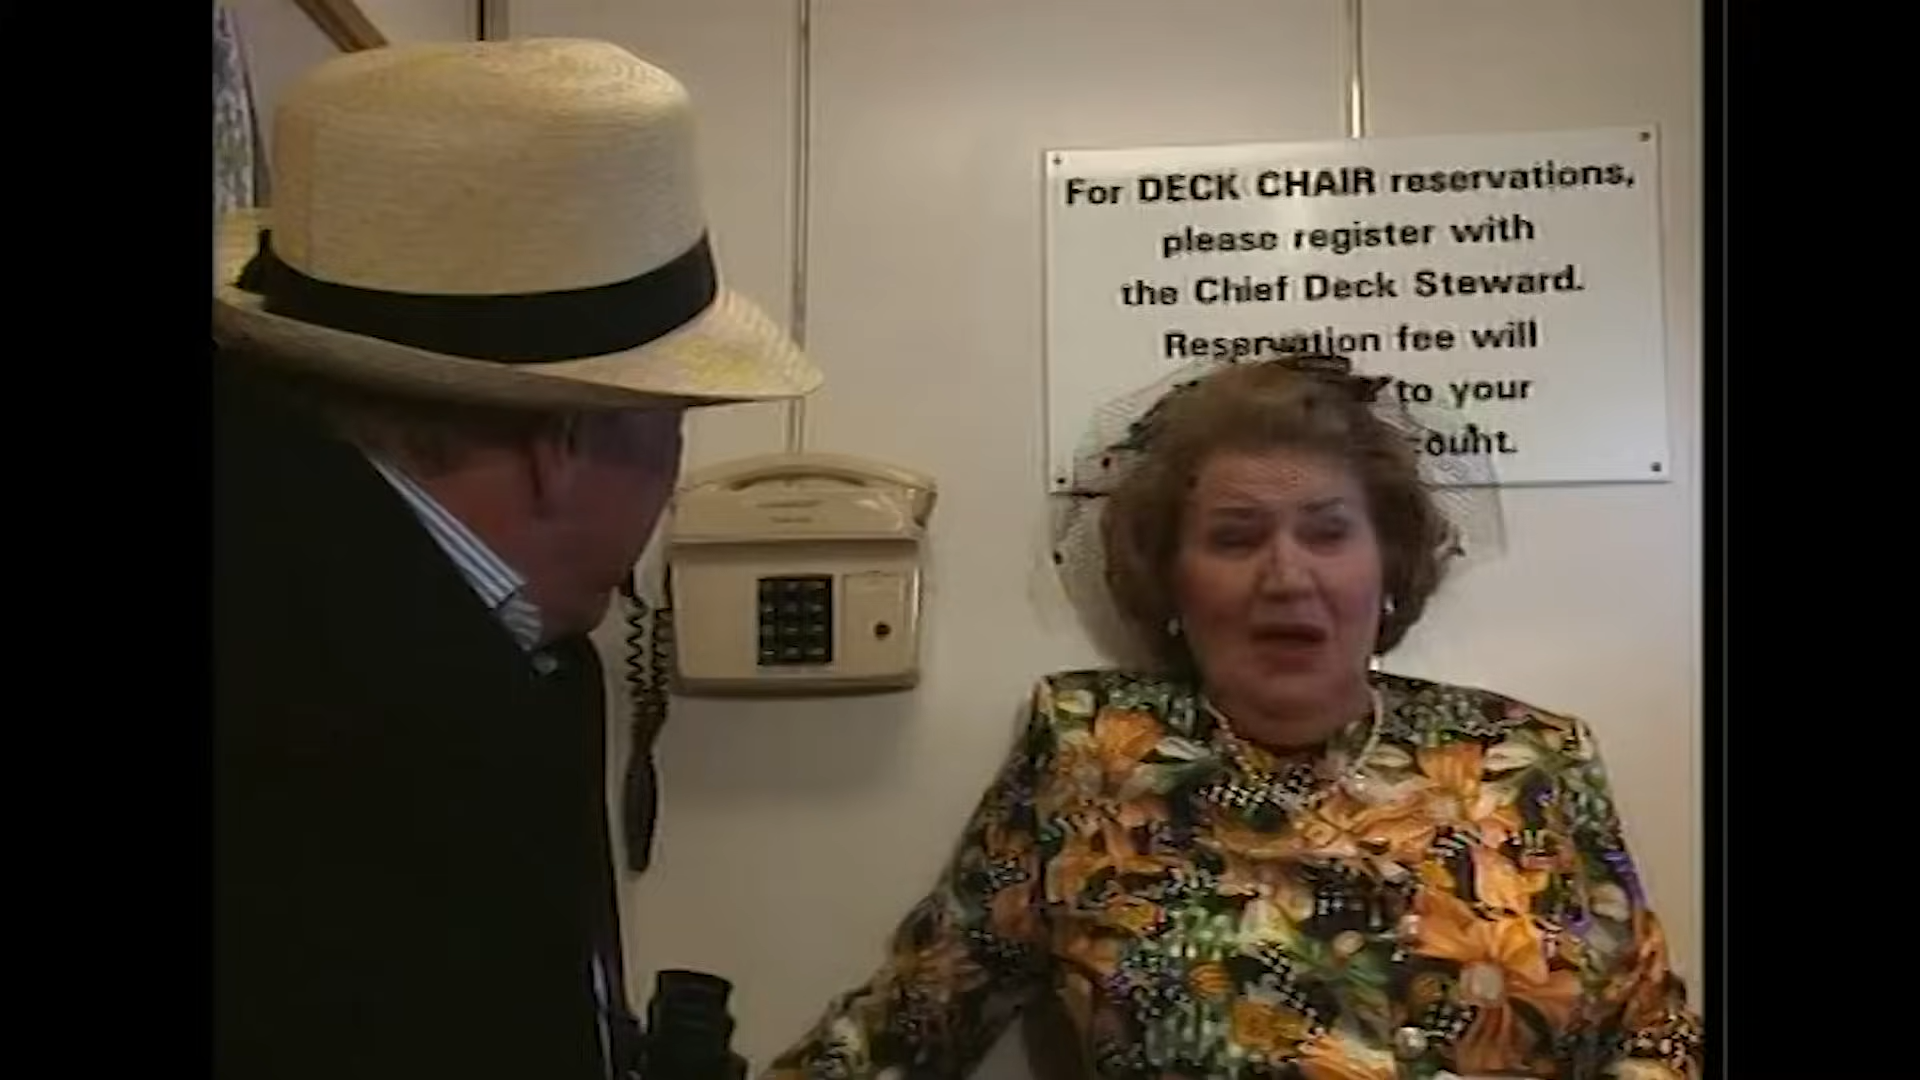 For DECK CHAIR reservations,
please register with
the Chief Deck Steward.
Reservation fee will
to your